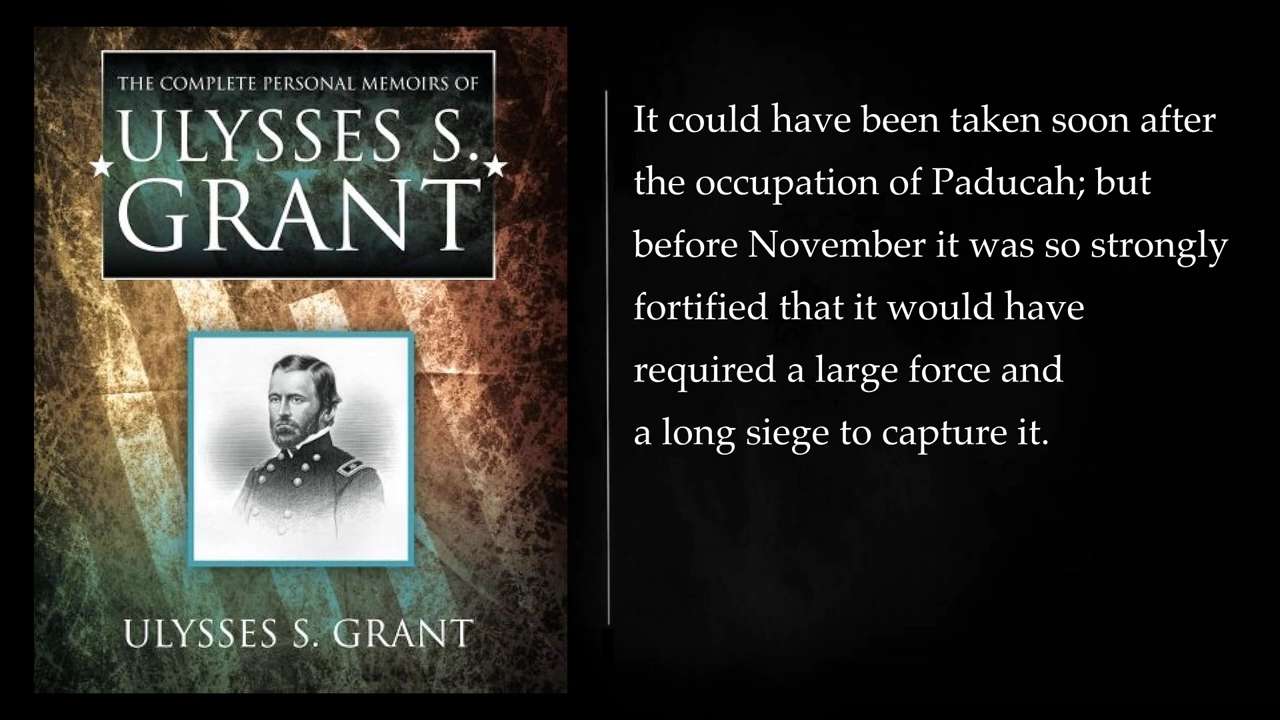 THE COMPLETE PERSONAL MEMOIRS OF
ULYSSES S.
GRANT
ULYSSES S. GRANT
It could have been taken soon after
the occupation of Paducah; but
before November it was so strongly
fortified that it would have
required a large force and
a long siege to capture it.